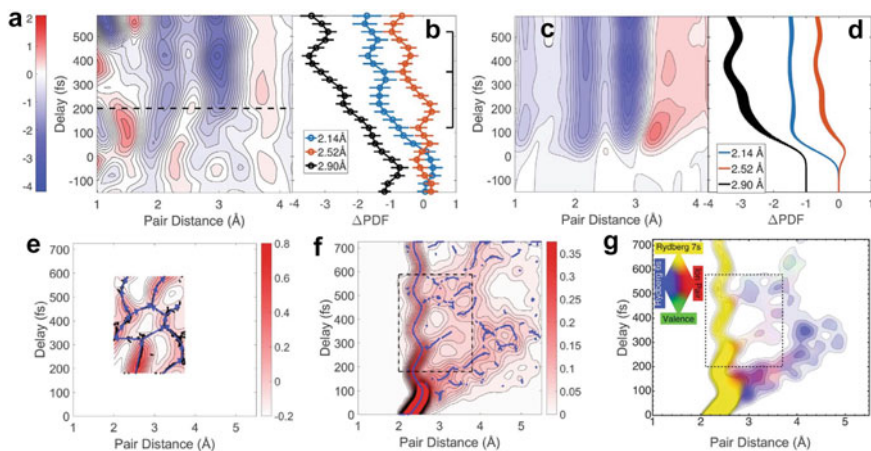 a
2
1
0
-1
-2
-3
-4
Delay (fs)
500
400
300
200
100
0
-100
1 2 3 4
Pair Distance (Å)
b
2.14Å
2.52Å
2.90Å
-4 -3 -2 -1 0 1
ΔPDF
c
Delay (fs)
500
400
300
200
100
0
-100
1 2 3
Pair Distance (Å)
d
2.14 Å
2.52 Å
2.90 Å
-4 -3 -2 -1 0 1
ΔPDF
e
Delay (fs)
700
600
500
400
300
200
100
0
1 2 3 4 5
Pair Distance (Å)
0.8
0.6
0.4
0.2
0
-0.2
f
Delay (fs)
700
600
500
400
300
200
100
0
1 2 3 4 5
Pair Distance (Å)
0.35
0.3
0.25
0.2
0.15
0.1
0.05
0
g
Rydberg 7s
Valence
Delay (fs)
700
600
500
400
300
200
100
0
1 2 3 4 5
Pair Distance (Å)